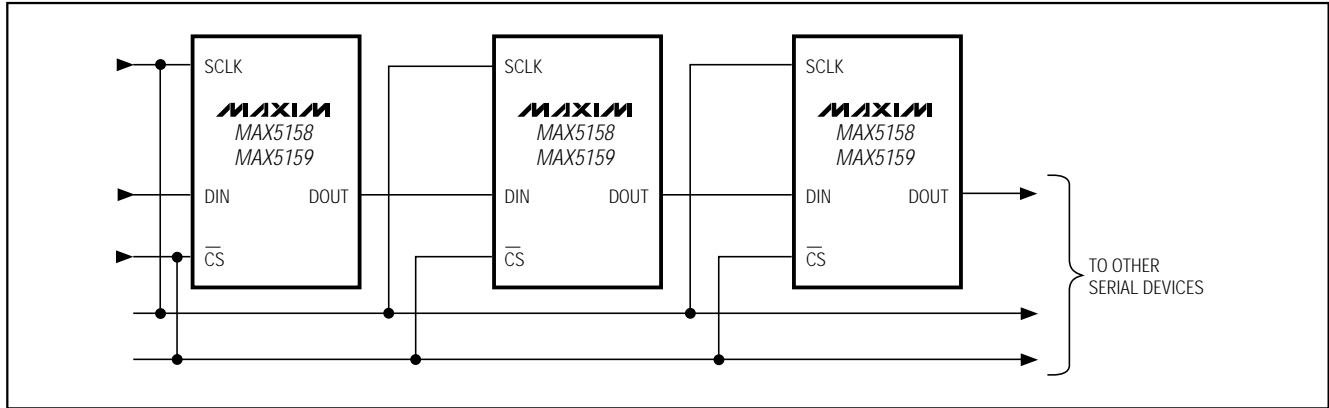 SCLK
MAXIM
MAX5158
MAX5159
DIN DOUT
CS
SCLK
MAXIM
MAX5158
MAX5159
DIN DOUT
CS
SCLK
MAXIM
MAX5158
MAX5159
DIN DOUT
CS
TO OTHER
SERIAL DEVICES